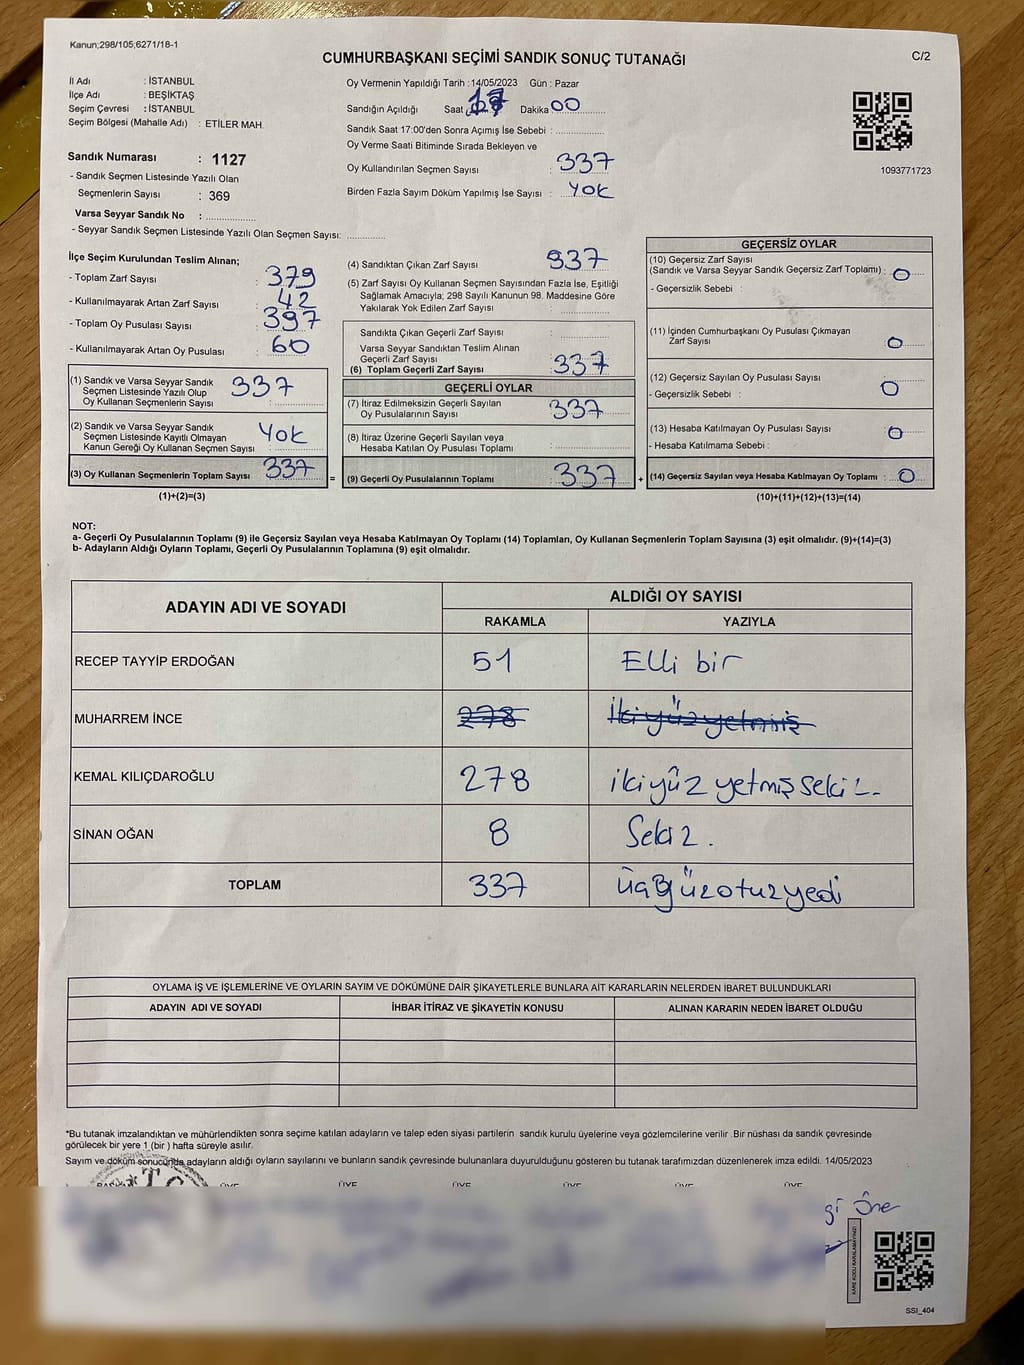 Kanun;298/105;6271/18-1
CUMHURBAŞKANI SEÇİMİ SANDIK SONUÇ TUTANAĞI
C/2
İl Adı : İSTANBUL
İlçe Adı : BEŞİKTAŞ
Seçim Çevresi : İSTANBUL
Seçim Bölgesi (Mahalle Adı) : ETİLER MAH.
Sandık Numarası : 1127
- Sandık Seçmen Listesinde Yazılı Olan
Seçmenlerin Sayısı : 369
Varsa Seyyar Sandık No :
- Seyyar Sandık Seçmen Listesinde Yazılı Olan Seçmen Sayısı:
Oy Vermenin Yapıldığı Tarih :14/05/2023 Gün : Pazar
Sandığın Açıldığı Saat Dakika 00
Sandık Saat 17:00'den Sonra Açımış İse Sebebi :
Oy Verme Saati Bitiminde Sırada Bekleyen ve
Oy Kullandırılan Seçmen Sayısı : 337
Birden Fazla Sayım Döküm Yapılmış İse Sayısı : YOK
1093771723
İlçe Seçim Kurulundan Teslim Alınan;
- Toplam Zarf Sayısı : 379
- Kullanılmayarak Artan Zarf Sayısı : 42
- Toplam Oy Pusulası Sayısı : 397
- Kullanılmayarak Artan Oy Pusulası : 60
(1) Sandık ve Varsa Seyyar Sandık
Seçmen Listesinde Yazılı Olup
Oy Kullanan Seçmenlerin Sayısı : 337
(2) Sandık ve Varsa Seyyar Sandık
Seçmen Listesinde Kayıtlı Olmayan
Kanun Gereği Oy Kullanan Seçmen Sayısı : YOK
(3) Oy Kullanan Seçmenlerin Toplam Sayısı : 337
(1)+(2)=(3)
=
(4) Sandıktan Çıkan Zarf Sayısı : 337
(5) Zarf Sayısı Oy Kullanan Seçmen Sayısından Fazla İse, Eşitliği
Sağlamak Amacıyla; 298 Sayılı Kanunun 98. Maddesine Göre
Yakılarak Yok Edilen Zarf Sayısı :
Sandıkta Çıkan Geçerli Zarf Sayısı :
Varsa Seyyar Sandıktan Teslim Alınan
Geçerli Zarf Sayısı :
(6) Toplam Geçerli Zarf Sayısı : 337
GEÇERLİ OYLAR
(7) İtiraz Edilmeksizin Geçerli Sayılan
Oy Pusulalarının Sayısı : 337
(8) İtiraz Üzerine Geçerli Sayılan veya
Hesaba Katılan Oy Pusulası Toplamı :
(9) Geçerli Oy Pusulalarının Toplamı : 337
+
GEÇERSİZ OYLAR
(10) Geçersiz Zarf Sayısı
(Sandık ve Varsa Seyyar Sandık Geçersiz Zarf Toplamı) : 0
- Geçersizlik Sebebi :
(11) İçinden Cumhurbaşkanı Oy Pusulası Çıkmayan
Zarf Sayısı : 0
(12) Geçersiz Sayılan Oy Pusulası Sayısı : 0
- Geçersizlik Sebebi :
(13) Hesaba Katılmayan Oy Pusulası Sayısı : 0
- Hesaba Katılmama Sebebi :
(14) Geçersiz Sayılan veya Hesaba Katılmayan Oy Toplamı : 0
(10)+(11)+(12)+(13)=(14)
NOT:
a- Geçerli Oy Pusulalarının Toplamı (9) ile Geçersiz Sayılan veya Hesaba Katılmayan Oy Toplamı (14) Toplamları, Oy Kullanan Seçmenlerin Toplam Sayısına (3) eşit olmalıdır. (9)+(14)=(3)
b- Adayların Aldığı Oyların Toplamı, Geçerli Oy Pusulalarının Toplamına (9) eşit olmalıdır.
ADAYIN ADI VE SOYADI
ALDIĞI OY SAYISI
RAKAMLA YAZIYLA
RECEP TAYYİP ERDOĞAN 51 Elli bir
MUHARREM İNCE 278 İkiyüzyetmiş
KEMAL KILIÇDAROĞLU 278 ikiyüz yetmiş sekiz.
SİNAN OĞAN 8 Sekiz.
TOPLAM 337 üçyüzotuzyedi
OYLAMA İŞ VE İŞLEMLERİNE VE OYLARIN SAYIM VE DÖKÜMÜNE DAİR ŞİKAYETLERLE BUNLARA AİT KARARLARIN NELERDEN İBARET BULUNDUKLARI
ADAYIN ADI VE SOYADI İHBAR İTİRAZ VE ŞİKAYETİN KONUSU ALINAN KARARIN NEDEN İBARET OLDUĞU
*Bu tutanak imzalandıktan ve mühürlendikten sonra seçime katılan adayların ve talep eden siyasi partilerin sandık kurulu üyelerine veya gözlemcilerine verilir .Bir nüshası da sandık çevresinde
görülecek bir yere 1 (bir ) hafta süreyle asılır.
Sayım ve döküm sonucunda adayların aldığı oyların sayılarını ve bunların sandık çevresinde bulunanlara duyurulduğunu gösteren bu tutanak tarafımızdan düzenlenerek imza edildi. 14/05/2023
ÜYE ÜYE ÜYE ÜYE ÜYE ÜYE
T.C.
KARE KODU KARALAMAYINIZ!
SSI_404